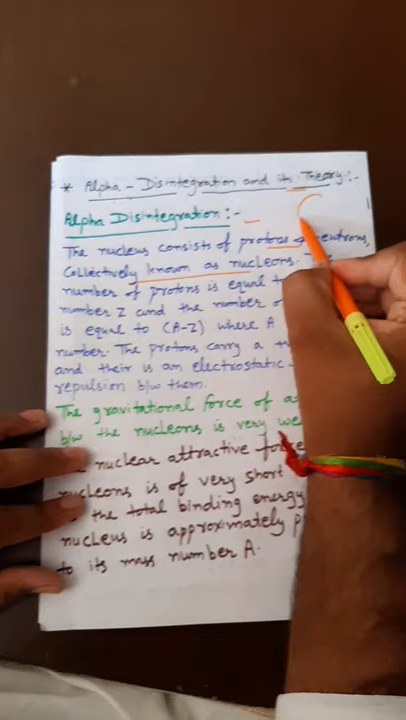 * Alpha - Disintegration and its Theory:-
Alpha Disintegration :-
The nucleus consists of protons & neutrons,
Collectively known as nucleons.
number of protons is equal
number Z and the number
is equal to (A-Z) where A
number. The protons carry a
and their is an electrostatic
repulsion b/w them.
The gravitational force of
b/w the nucleons is very
nuclear attractive force
nucleons is of very short
the total binding energy
nucleus is approximately
to its mass number A.